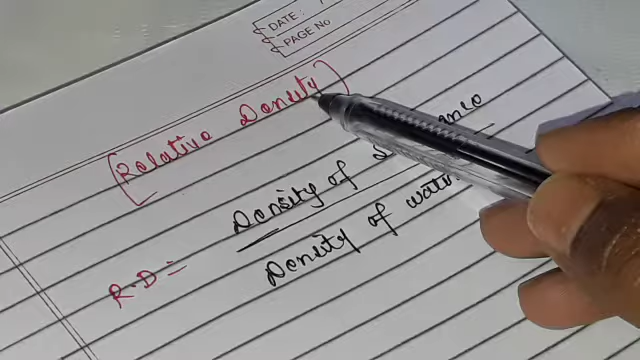 DATE:
PAGE No
[Relative Density]
Density of
R.D = 
Density of